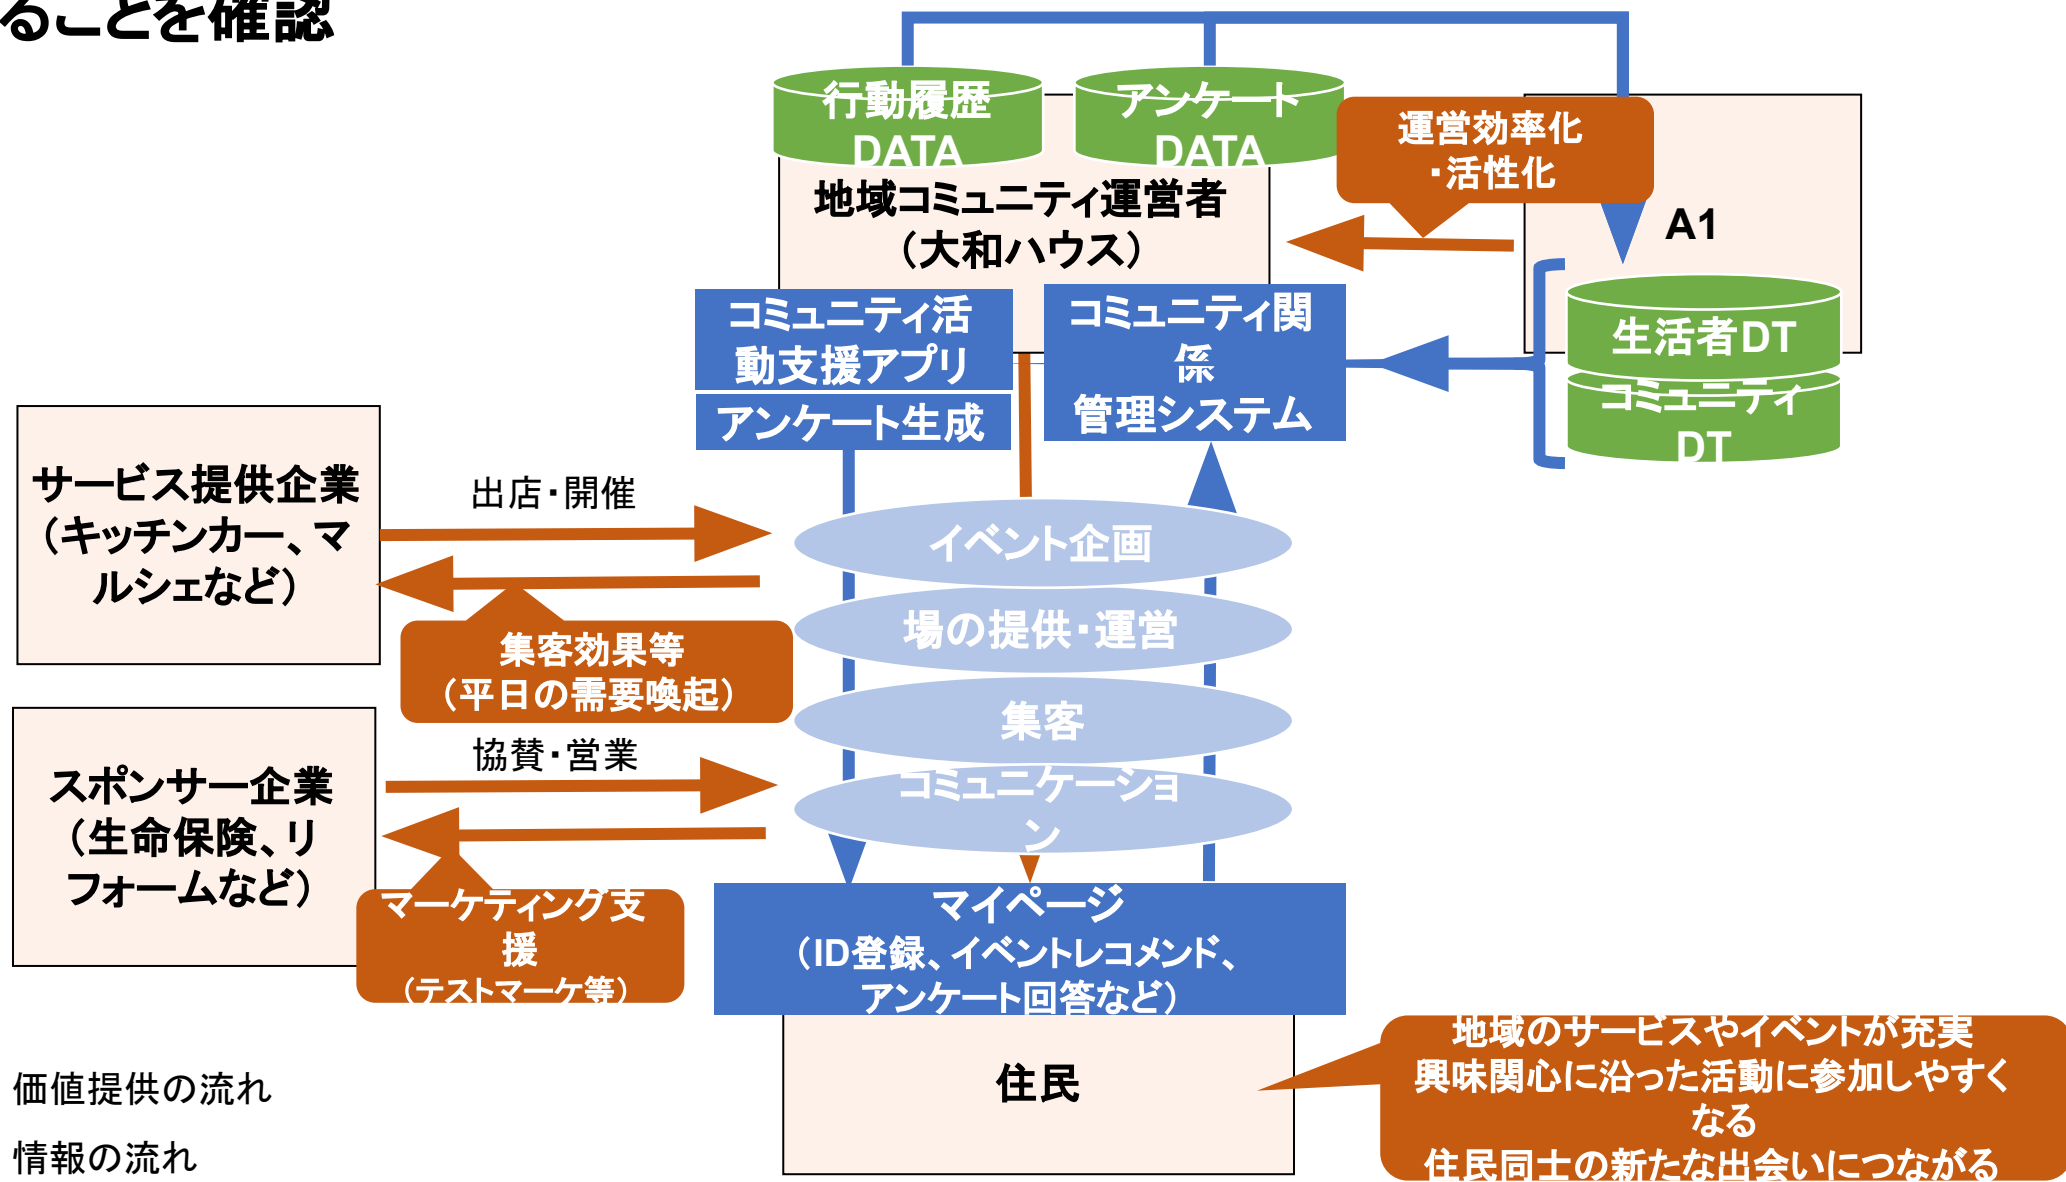 ることを確認
行動履歴
DATA
アンケート
DATA
運営効率化
・活性化
地域コミュニティ運営者
（大和ハウス）
A1
コミュニティ活
動支援アプリ
アンケート生成
コミュニティ関
係
管理システム
生活者DT
コミュニティ
DT
サービス提供企業
（キッチンカー、マ
ルシェなど）
出店・開催
集客効果等
（平日の需要喚起）
イベント企画
場の提供・運営
集客
コミュニケーショ
ン
スポンサー企業
（生命保険、リ
フォームなど）
協賛・営業
マーケティング支
援
（テストマーケ等）
マイページ
（ID登録、イベントレコメンド、
アンケート回答など）
住民
地域のサービスやイベントが充実
興味関心に沿った活動に参加しやすく
なる
住民同士の新たな出会いにつながる
価値提供の流れ
情報の流れ